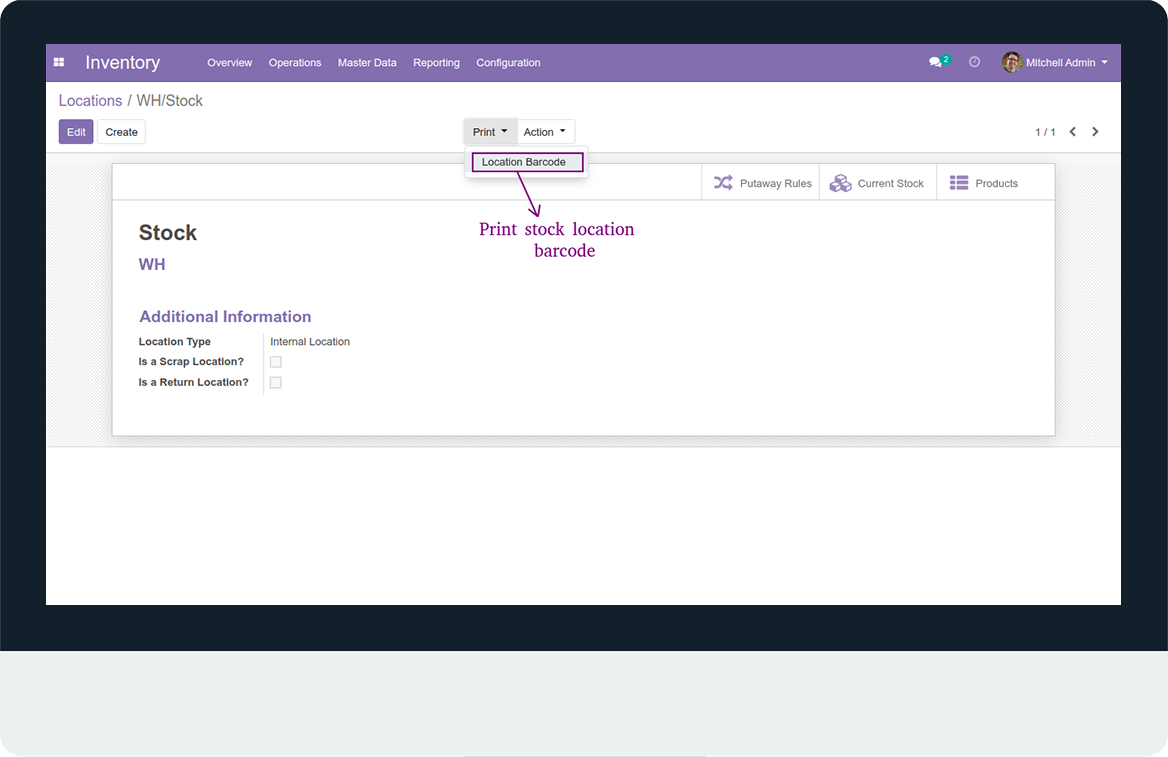 Inventory Overview Operations Master Data Reporting Configuration 2 Mitchell Admin
Locations / WH/Stock
Edit Create Print Action 1 / 1
Location Barcode
Putaway Rules Current Stock Products
Print stock location
barcode
Stock
WH
Additional Information
Location Type Internal Location
Is a Scrap Location?
Is a Return Location?